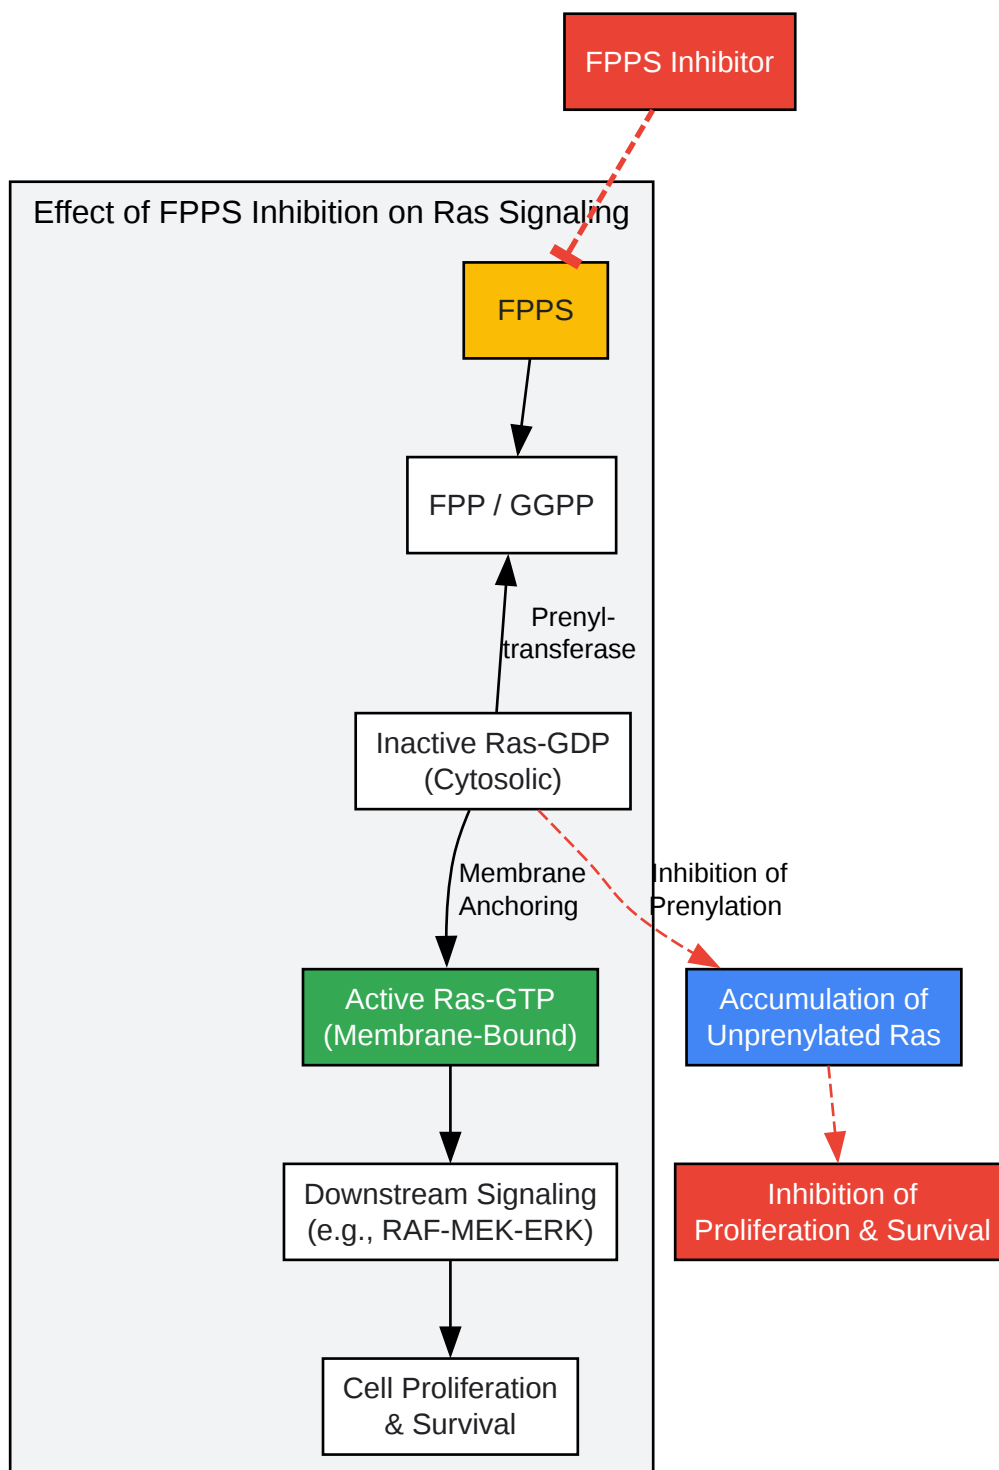 FPPS Inhibitor
Effect of FPPS Inhibition on Ras Signaling
FPPS
FPP / GGPP
Prenyl-
transferase
Inactive Ras-GDP
(Cytosolic)
Membrane
Anchoring
Inhibition of
Prenylation
Active Ras-GTP
(Membrane-Bound)
Accumulation of
Unprenylated Ras
Downstream Signaling
(e.g., RAF-MEK-ERK)
Inhibition of
Proliferation & Survival
Cell Proliferation
& Survival